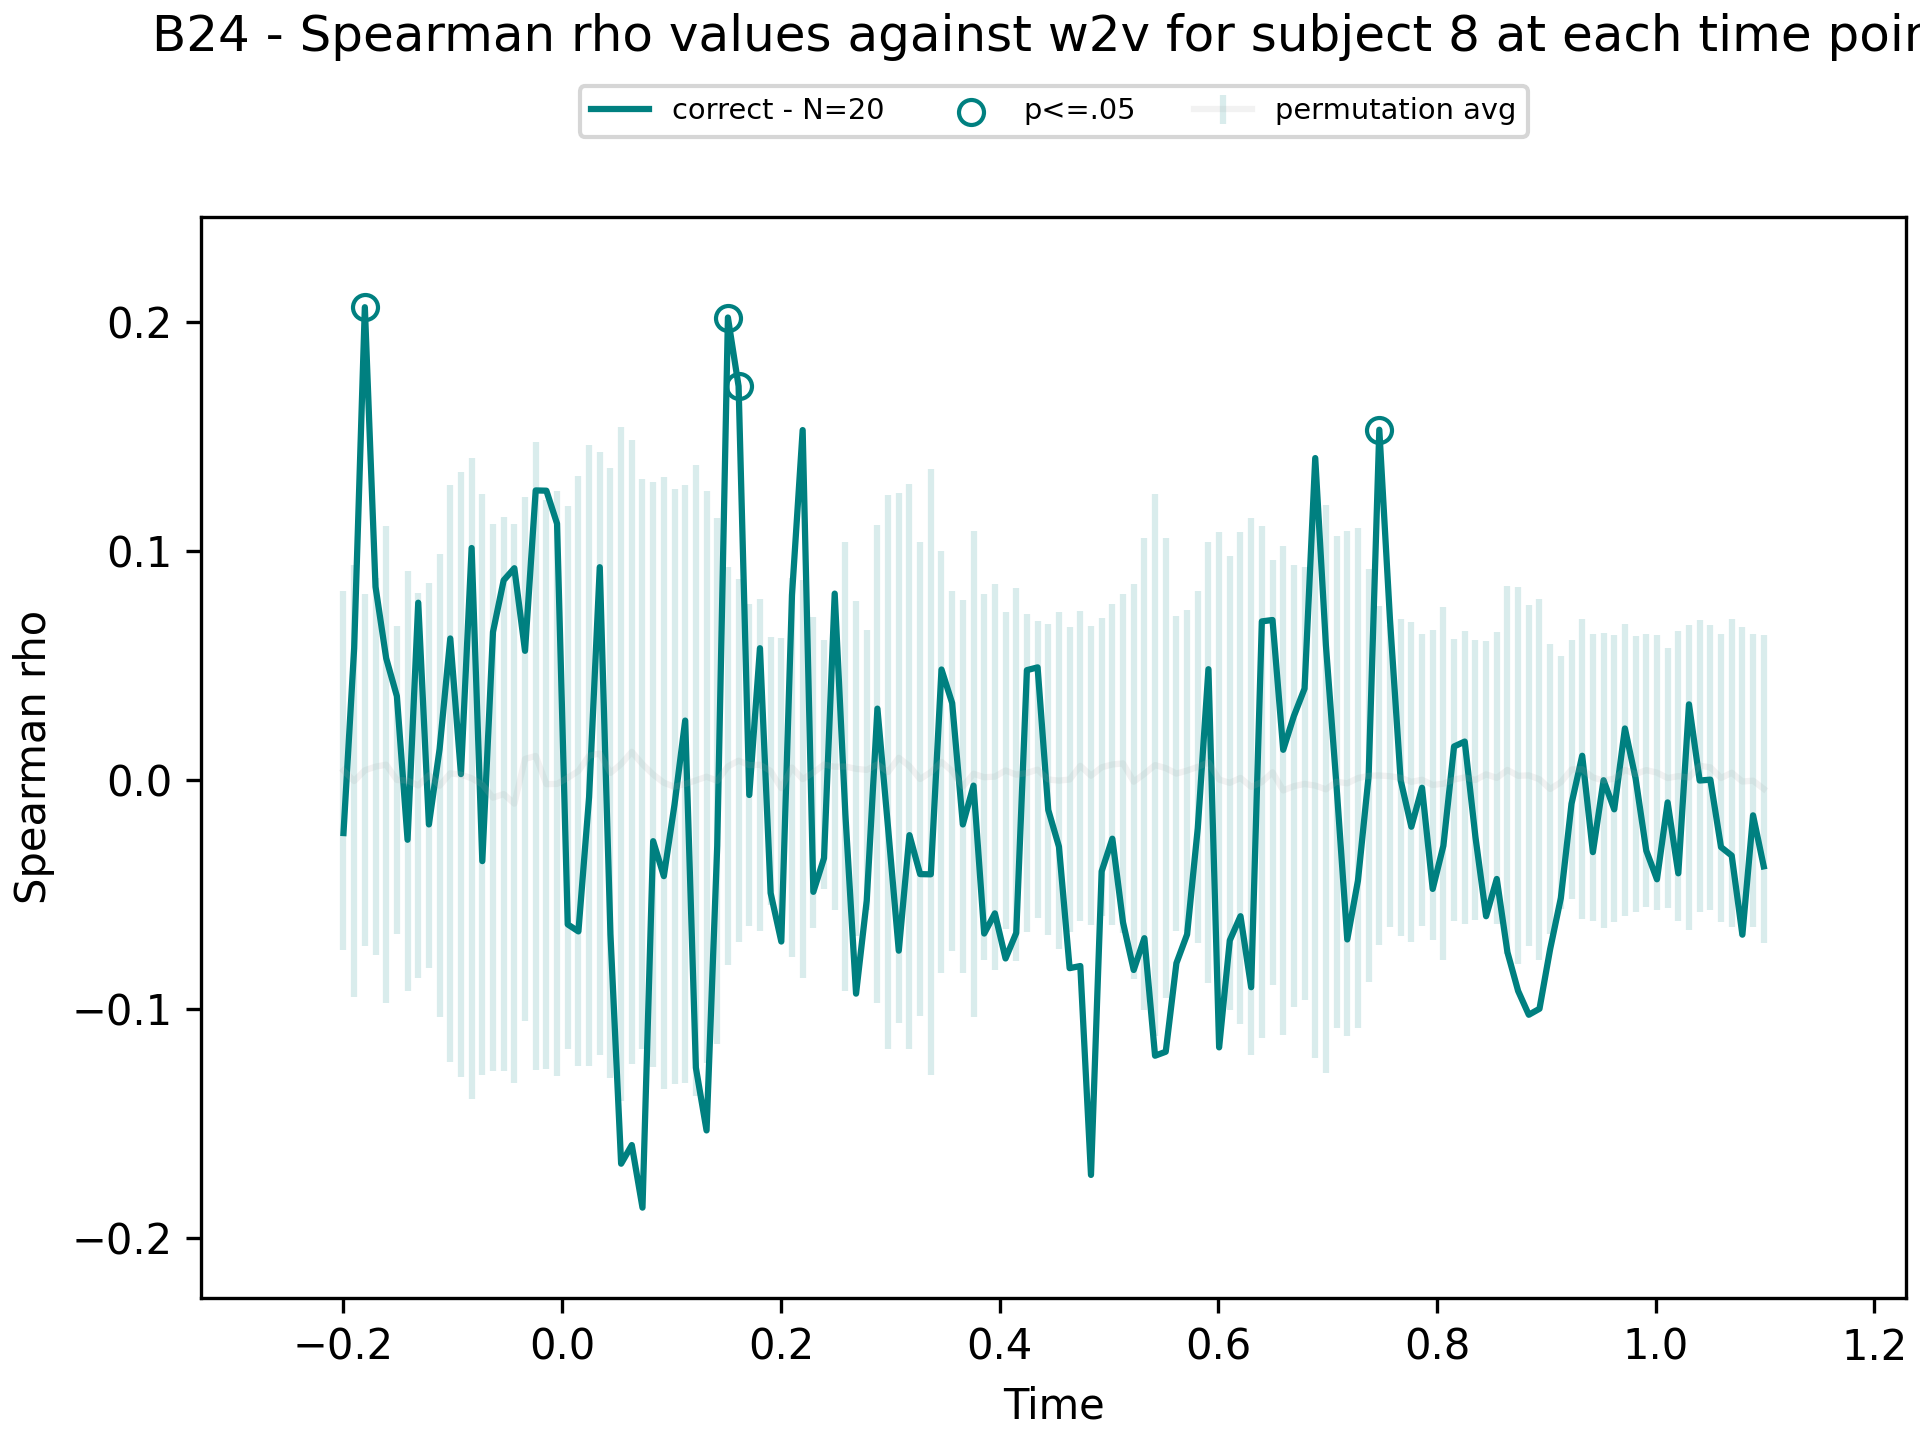 B24 - Spearman rho values against w2v for subject 8 at each time
correct - N=20 p<=.05 permutation avg
0.2
0.1
0.0
−0.1
−0.2
Spearman rho
−0.2 0.0 0.2 0.4 0.6 0.8 1.0 1.2
Time